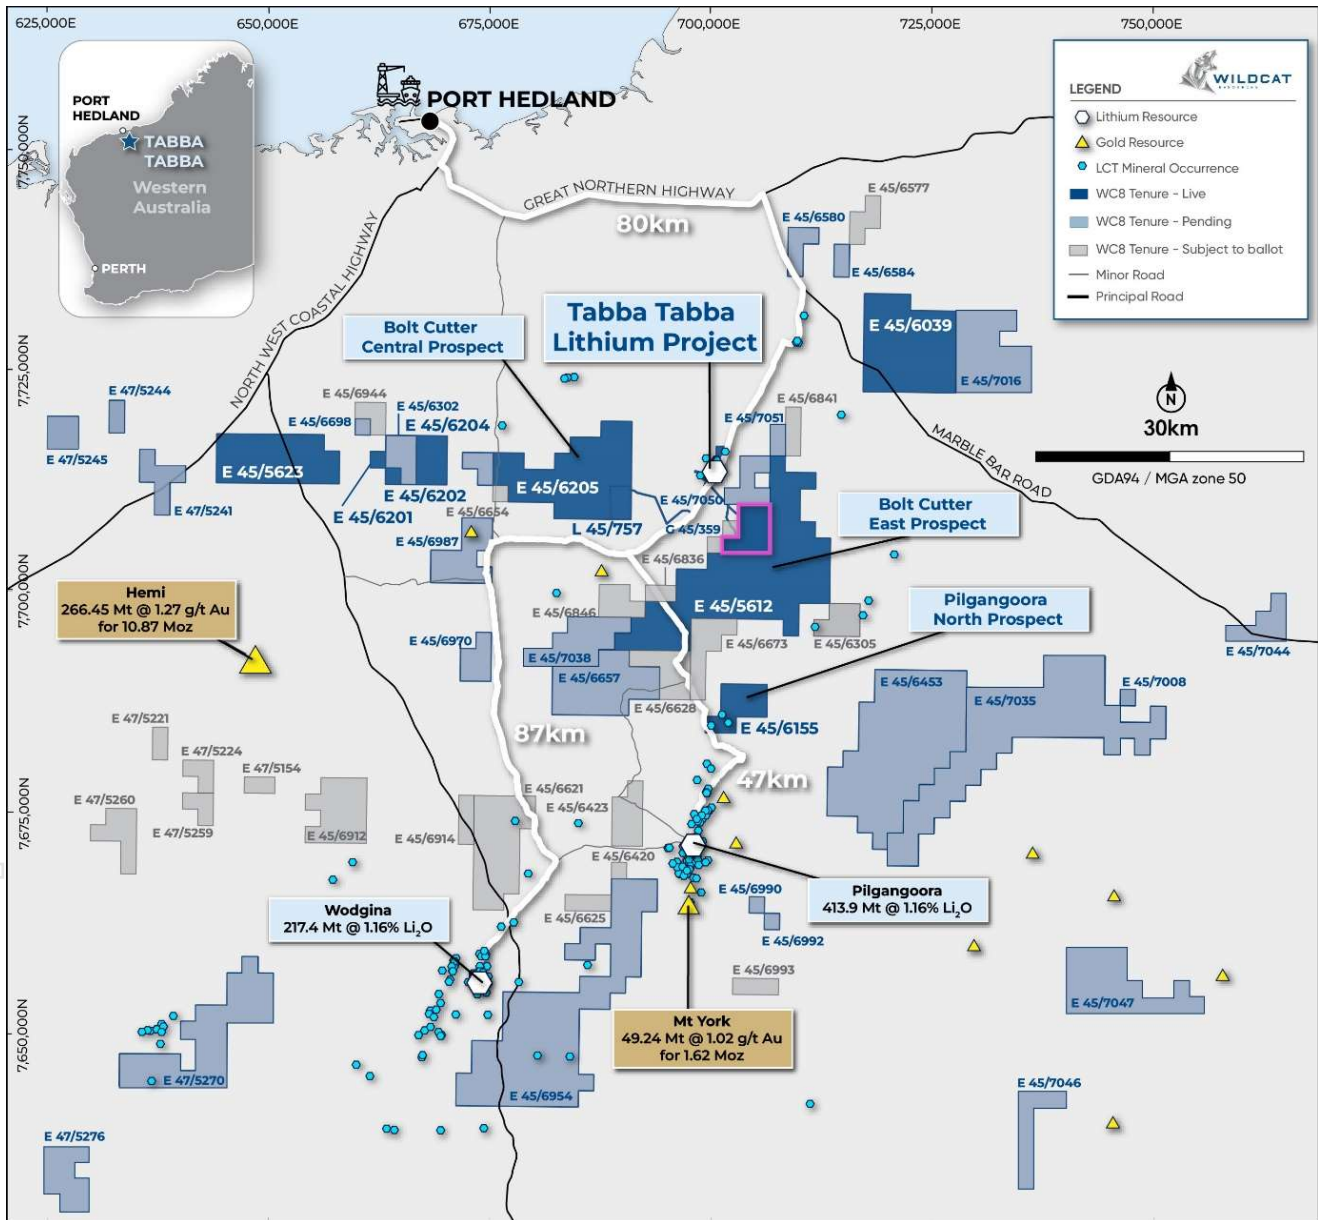 625,000E
650,000E
675,000E
700,000E
725,000E
750,000E
7,750,000N
7,725,000N
7,700,000N
7,675,000N
7,650,000N
PORT
HEDLAND
TABBA
TABBA
Western
Australia
PERTH
PORT HEDLAND
WILDCAT
RESOURCES
LEGEND
Lithium Resource
Gold Resource
LCT Mineral Occurrence
WC8 Tenure - Live
WC8 Tenure - Pending
WC8 Tenure - Subject to ballot
Minor Road
Principal Road
N
30km
GDA94 / MGA zone 50
GREAT NORTHERN HIGHWAY
80km
NORTH WEST COASTAL HIGHWAY
MARBLE BAR ROAD
E 45/6577
E 45/6580
E 45/6584
Tabba Tabba
Lithium Project
Bolt Cutter
Central Prospect
E 45/6039
E 45/7016
E 47/5244
E 47/5245
E 47/5241
E 45/6944
E 45/6698
E 45/6302
E 45/6204
E 45/5623
E 45/6202
E 45/6201
E 45/6205
E 45/6654
E 45/6987
L 45/757
E 45/7051
E 45/6841
E 45/7050
G 45/359
E 45/6836
Bolt Cutter
East Prospect
Hemi
266.45 Mt @ 1.27 g/t Au
for 10.87 Moz
E 45/6846
E 45/5612
E 45/6970
E 45/7038
E 45/6657
E 45/6673
E 45/6305
E 45/6628
Pilgangoora
North Prospect
E 45/7044
E 45/6453
E 45/7035
E 45/7008
E 45/6155
87km
47km
E 47/5221
E 47/5224
E 47/5154
E 47/5260
E 47/5259
E 45/6912
E 45/6914
E 45/6621
E 45/6423
E 45/6420
E 45/6625
Wodgina
217.4 Mt @ 1.16% Li₂O
Pilgangoora
413.9 Mt @ 1.16% Li₂O
E 45/6990
E 45/6992
E 45/6993
Mt York
49.24 Mt @ 1.02 g/t Au
for 1.62 Moz
E 45/7047
E 45/7046
E 47/5270
E 45/6954
E 47/5276